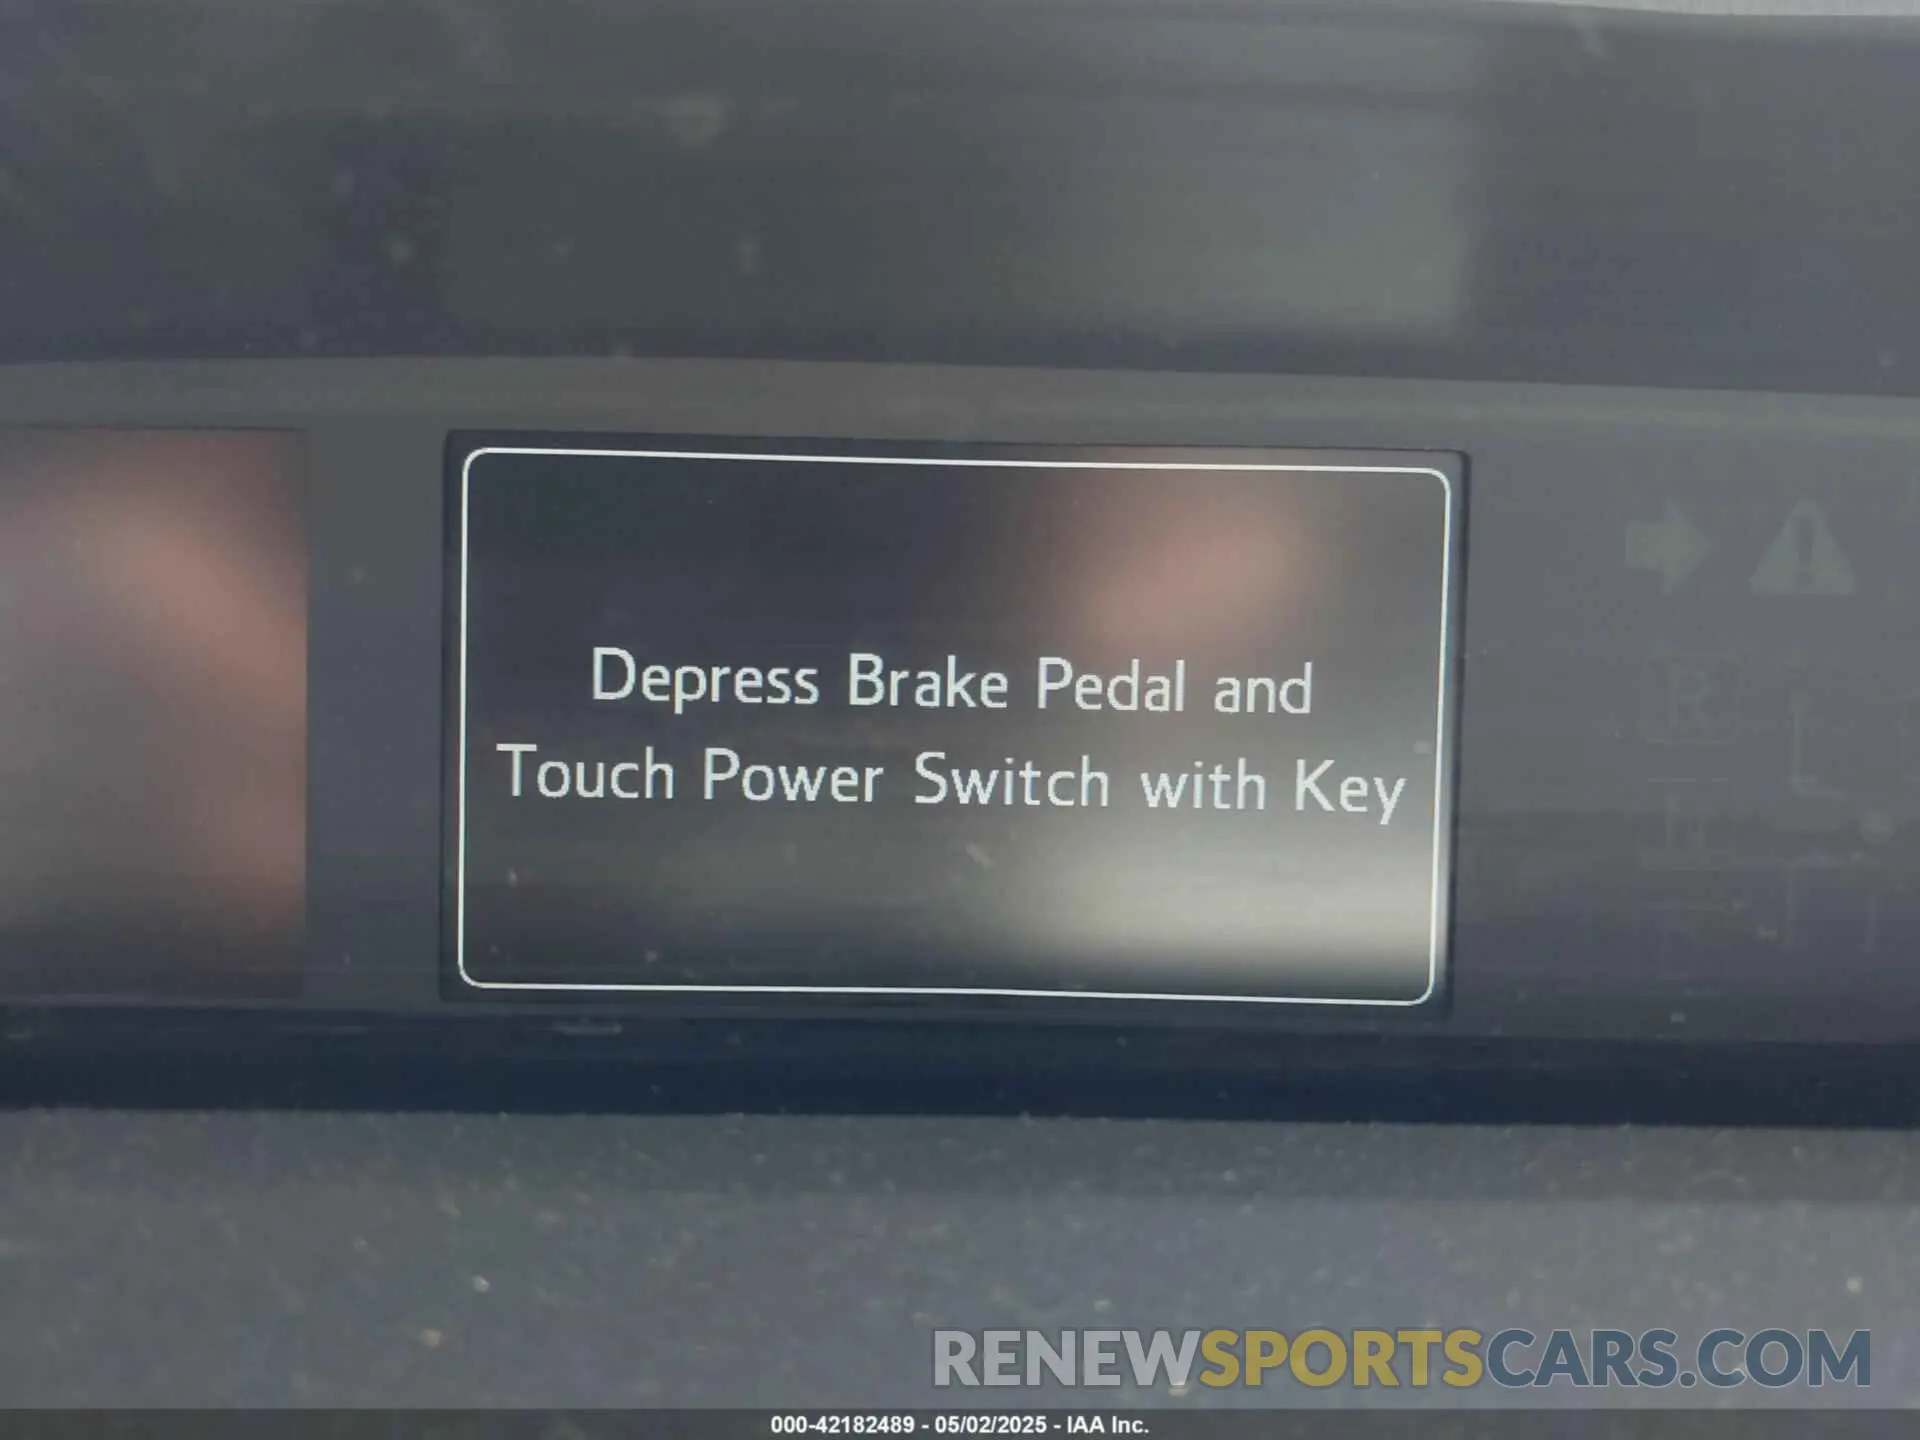 Depress Brake Pedal and
Touch Power Switch with Key
RENEWSPORTSCARS.COM
000-42182489 - 05/02/2025 - IAA Inc.